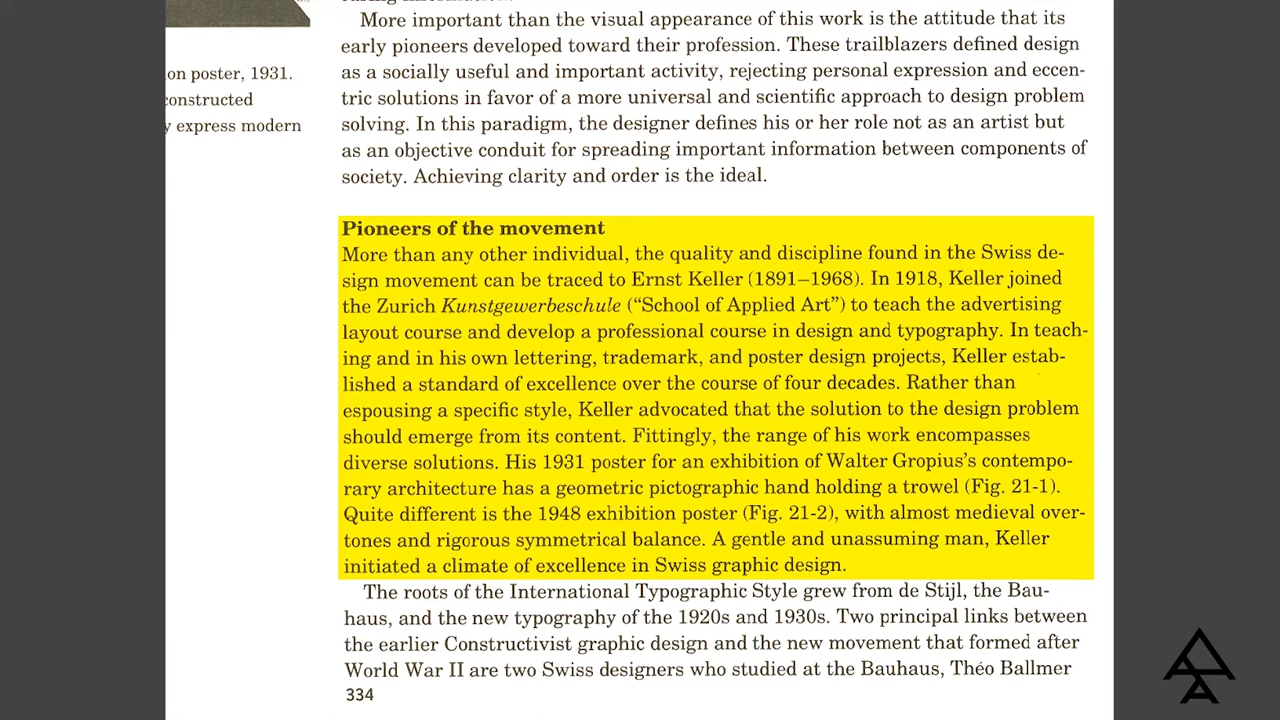 More important than the visual appearance of this work is the attitude that its
early pioneers developed toward their profession. These trailblazers defined design
as a socially useful and important activity, rejecting personal expression and eccen-
tric solutions in favor of a more universal and scientific approach to design problem
solving. In this paradigm, the designer defines his or her role not as an artist but
as an objective conduit for spreading important information between components of
society. Achieving clarity and order is the ideal.
on poster, 1931.
constructed
y express modern
Pioneers of the movement
More than any other individual, the quality and discipline found in the Swiss de-
sign movement can be traced to Ernst Keller (1891–1968). In 1918, Keller joined
the Zurich Kunstgewerbeschule (“School of Applied Art”) to teach the advertising
layout course and develop a professional course in design and typography. In teach-
ing and in his own lettering, trademark, and poster design projects, Keller estab-
lished a standard of excellence over the course of four decades. Rather than
espousing a specific style, Keller advocated that the solution to the design problem
should emerge from its content. Fittingly, the range of his work encompasses
diverse solutions. His 1931 poster for an exhibition of Walter Gropius’s contempo-
rary architecture has a geometric pictographic hand holding a trowel (Fig. 21-1).
Quite different is the 1948 exhibition poster (Fig. 21-2), with almost medieval over-
tones and rigorous symmetrical balance. A gentle and unassuming man, Keller
initiated a climate of excellence in Swiss graphic design.
The roots of the International Typographic Style grew from de Stijl, the Bau-
haus, and the new typography of the 1920s and 1930s. Two principal links between
the earlier Constructivist graphic design and the new movement that formed after
World War II are two Swiss designers who studied at the Bauhaus, Théo Ballmer
334